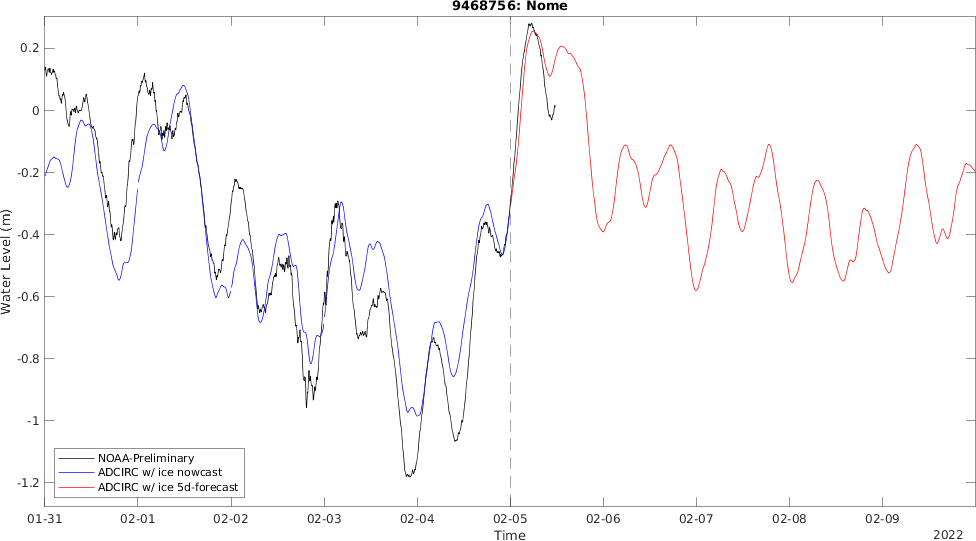 9468756: Nome
Water Level (m)
0.2
0
-0.2
-0.4
-0.6
-0.8
-1
-1.2
NOAA-Preliminary
ADCIRC w/ ice nowcast
ADCIRC w/ ice 5d-forecast
01-31 02-01 02-02 02-03 02-04 02-05 02-06 02-07 02-08 02-09
Time
2022